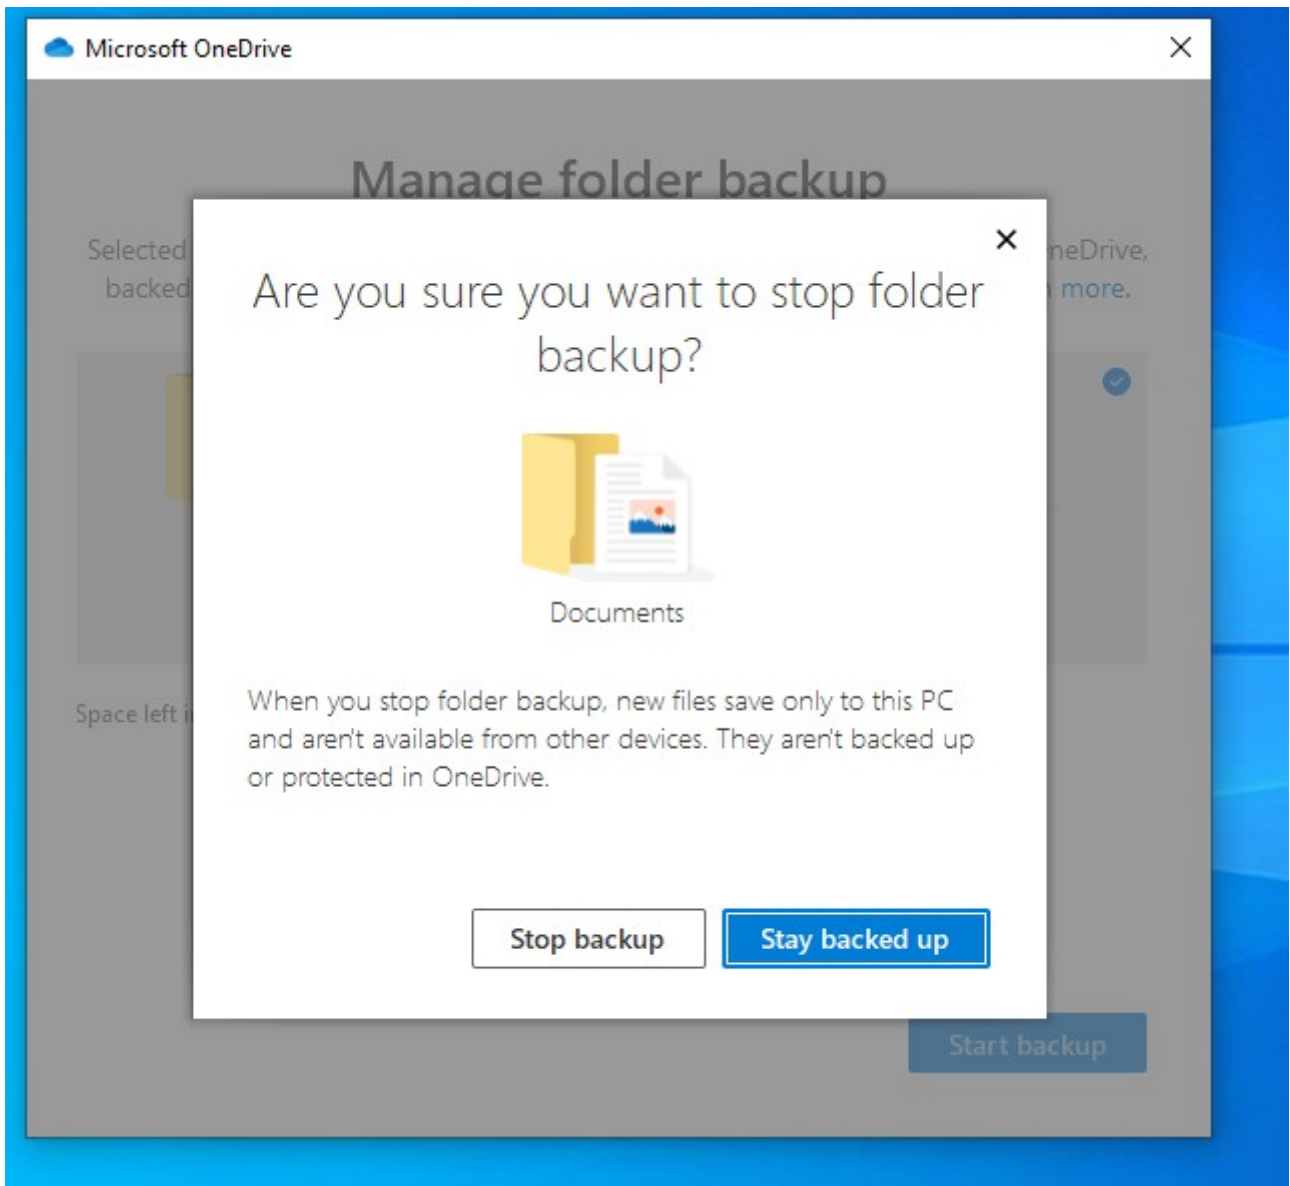 Microsoft OneDrive
Manage folder backup
Selected
neDrive,
backed
more.
Are you sure you want to stop folder
backup?
Documents
Space left i
When you stop folder backup, new files save only to this PC
and aren't available from other devices. They aren't backed up
or protected in OneDrive.
Stop backup
Stay backed up
Start backup